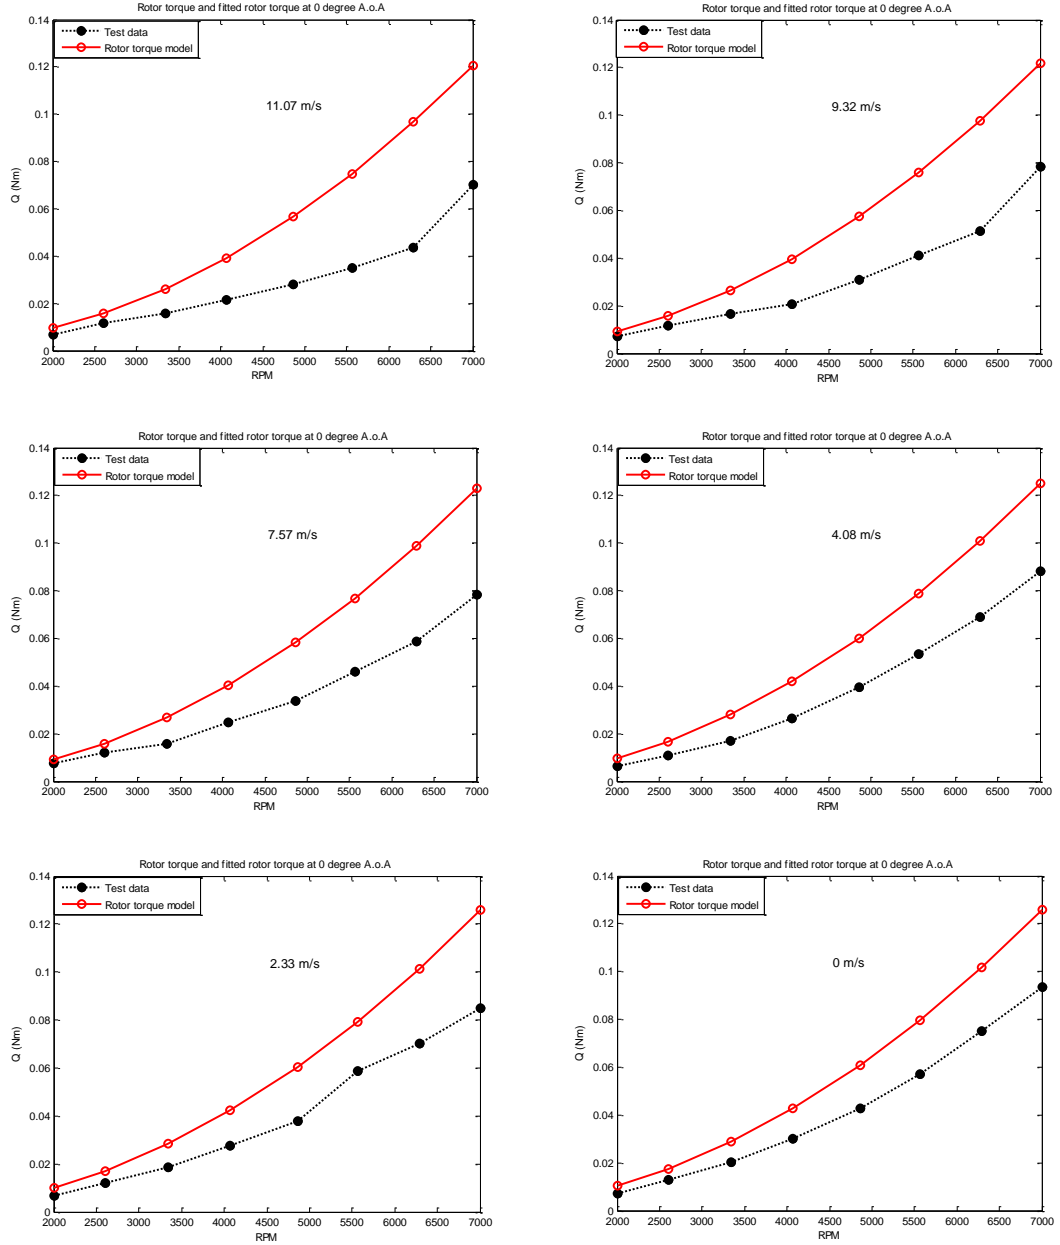 Rotor torque and fitted rotor torque at 0 degree A.o.A
0.14
Test data
Rotor torque model
0.12
11.07 m/s
0.1
0.08
Q (Nm)
0.06
0.04
0.02
0
2000 2500 3000 3500 4000 4500 5000 5500 6000 6500 7000
RPM
Rotor torque and fitted rotor torque at 0 degree A.o.A
0.14
Test data
Rotor torque model
0.12
9.32 m/s
0.1
0.08
Q (Nm)
0.06
0.04
0.02
0
2000 2500 3000 3500 4000 4500 5000 5500 6000 6500 7000
RPM
Rotor torque and fitted rotor torque at 0 degree A.o.A
0.14
Test data
Rotor torque model
0.12
7.57 m/s
0.1
0.08
Q (Nm)
0.06
0.04
0.02
0
2000 2500 3000 3500 4000 4500 5000 5500 6000 6500 7000
RPM
Rotor torque and fitted rotor torque at 0 degree A.o.A
0.14
Test data
Rotor torque model
0.12
4.08 m/s
0.1
0.08
Q (Nm)
0.06
0.04
0.02
0
2000 2500 3000 3500 4000 4500 5000 5500 6000 6500 7000
RPM
Rotor torque and fitted rotor torque at 0 degree A.o.A
0.14
Test data
Rotor torque model
0.12
2.33 m/s
0.1
0.08
Q (Nm)
0.06
0.04
0.02
0
2000 2500 3000 3500 4000 4500 5000 5500 6000 6500 7000
RPM
Rotor torque and fitted rotor torque at 0 degree A.o.A
0.14
Test data
Rotor torque model
0.12
0 m/s
0.1
0.08
Q (Nm)
0.06
0.04
0.02
0
2000 2500 3000 3500 4000 4500 5000 5500 6000 6500 7000
RPM